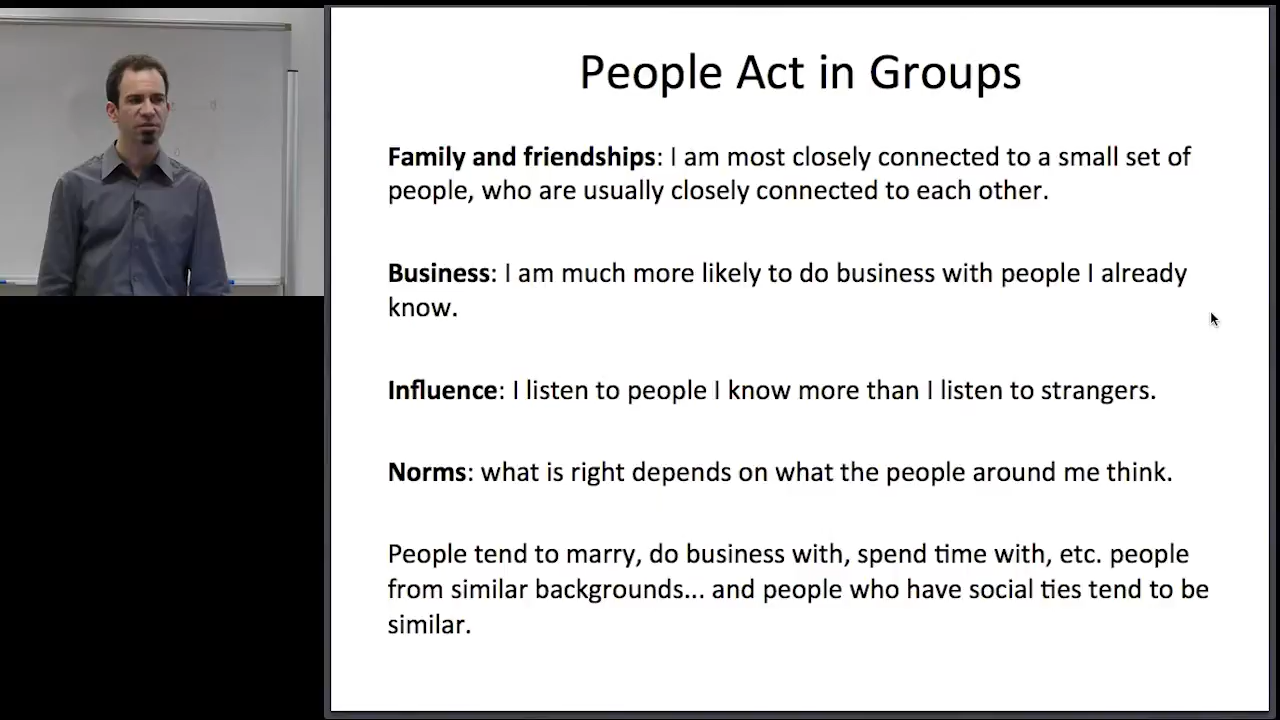 People Act in Groups
Family and friendships: I am most closely connected to a small set of
people, who are usually closely connected to each other.
Business: I am much more likely to do business with people I already
know.
Influence: I listen to people I know more than I listen to strangers.
Norms: what is right depends on what the people around me think.
People tend to marry, do business with, spend time with, etc. people
from similar backgrounds... and people who have social ties tend to be
similar.